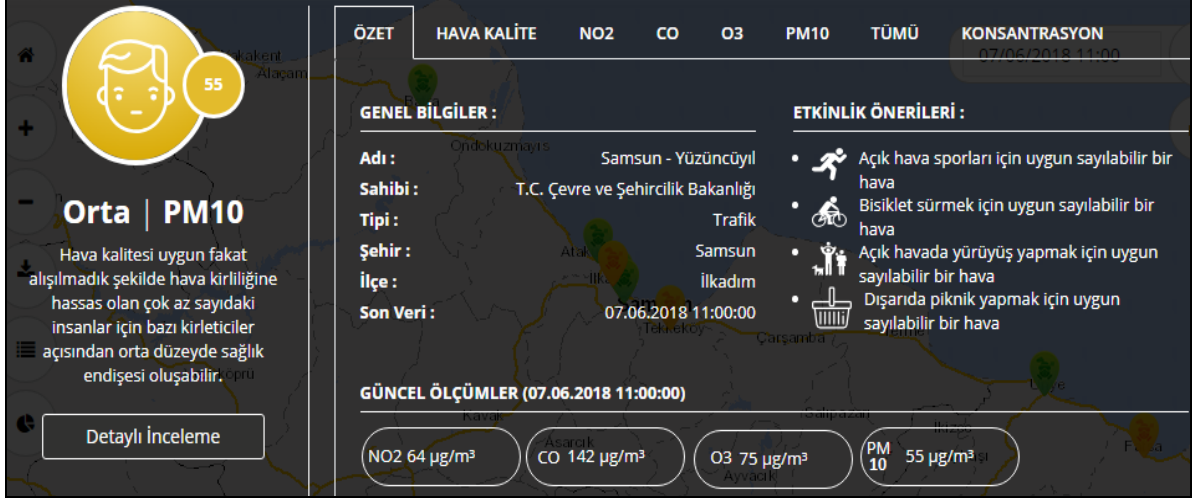 55
Orta | PM10
Hava kalitesi uygun fakat
alışılmadık şekilde hava kirliliğine
hassas olan çok az sayıdaki
insanlar için bazı kirleticiler
açısından orta düzeyde sağlık
endişesi oluşabilir.
Detaylı İnceleme
ÖZET HAVA KALİTE NO2 CO O3 PM10 TÜMÜ KONSANTRASYON
07/06/2018 11:00
GENEL BİLGİLER :
Adı : Samsun - Yüzüncüyıl
Sahibi : T.C. Çevre ve Şehircilik Bakanlığı
Tipi : Trafik
Şehir : Samsun
İlçe : İlkadım
Son Veri : 07.06.2018 11:00:00
ETKİNLİK ÖNERİLERİ :
• Açık hava sporları için uygun sayılabilir bir
hava
• Bisiklet sürmek için uygun sayılabilir bir
hava
• Açık havada yürüyüş yapmak için uygun
sayılabilir bir hava
• Dışarıda piknik yapmak için uygun
sayılabilir bir hava
GÜNCEL ÖLÇÜMLER (07.06.2018 11:00:00)
NO2 64 µg/m³
CO 142 µg/m³
O3 75 µg/m³
PM
10 55 µg/m³
Alaçam
Ondokuzmayıs
Tekkeköy
Çarşamba
Terme
Kavak
Asarcık
Ayvacık
Salıpazarı